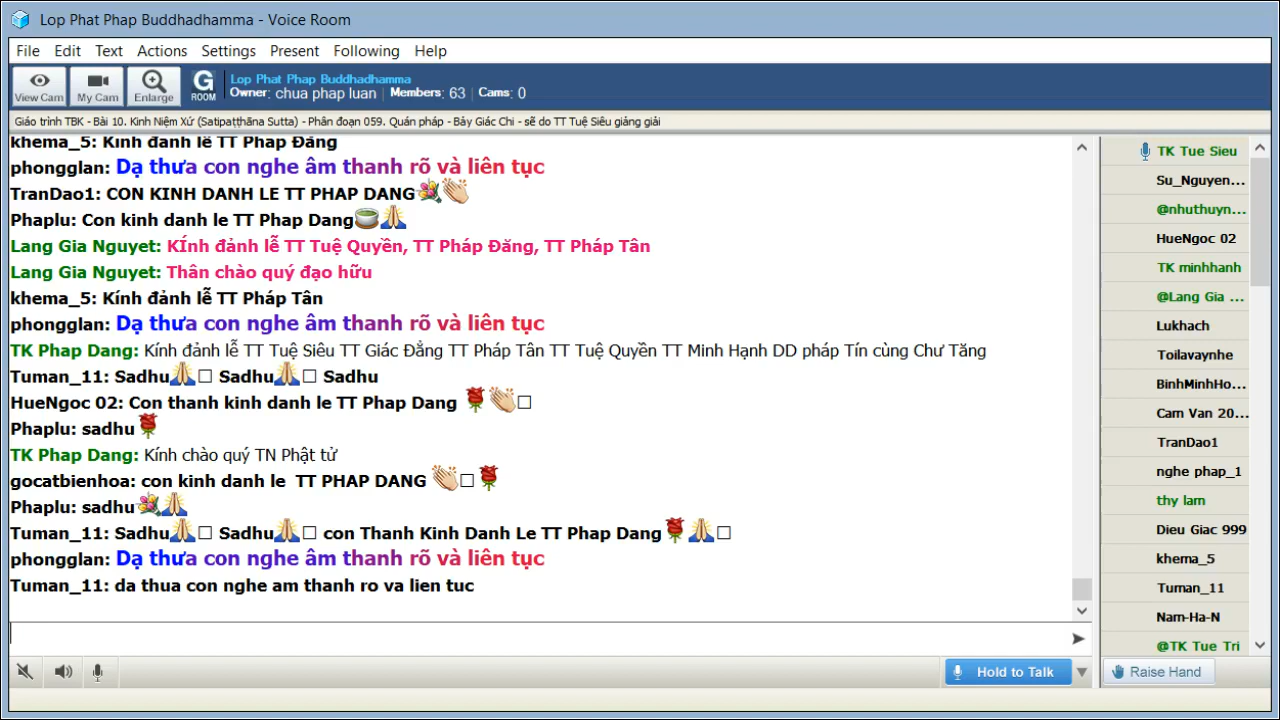 Lop Phat Phap Buddhadhamma - Voice Room
File Edit Text Actions Settings Present Following Help
View Cam My Cam Enlarge G ROOM
Lop Phat Phap Buddhadhamma
Owner: chua phap luan | Members: 63 | Cams: 0
Giáo trình TBK - Bài 10. Kinh Niệm Xứ (Satipaṭṭhāna Sutta) - Phân đoạn 059. Quán pháp - Bảy Giác Chi - sẽ do TT Tuệ Siêu giảng giải
khema_5: Kính đảnh lễ TT Pháp Đăng
phongglan: Dạ thưa con nghe âm thanh rõ và liên tục
TranDao1: CON KINH DANH LE TT PHAP DANG
Phaplu: Con kinh danh le TT Phap Dang
Lang Gia Nguyet: KÍnh đảnh lễ TT Tuệ Quyền, TT Pháp Đăng, TT Pháp Tân
Lang Gia Nguyet: Thân chào quý đạo hữu
khema_5: Kính đảnh lễ TT Pháp Tân
phongglan: Dạ thưa con nghe âm thanh rõ và liên tục
TK Phap Dang: Kính đảnh lễ TT Tuệ Siêu TT Giác Đẳng TT Pháp Tân TT Tuệ Quyền TT Minh Hạnh DD pháp Tín cùng Chư Tăng
Tuman_11: Sadhu🙏□ Sadhu🙏□ Sadhu
HueNgoc 02: Con thanh kinh danh le TT Phap Dang 🌹👏□
Phaplu: sadhu🌹
TK Phap Dang: Kính chào quý TN Phật tử
gocatbienhoa: con kinh danh le TT PHAP DANG 👏□🌹
Phaplu: sadhu💐🙏
Tuman_11: Sadhu🙏□ Sadhu🙏□ con Thanh Kinh Danh Le TT Phap Dang🌹🙏□
phongglan: Dạ thưa con nghe âm thanh rõ và liên tục
Tuman_11: da thua con nghe am thanh ro va lien tuc
TK Tue Sieu
Su_Nguyen...
@nhuthuyn...
HueNgoc 02
TK minhhanh
@Lang Gia ...
Lukhach
Toilavaynhe
BinhMinhHo...
Cam Van 20...
TranDao1
nghe phap_1
thy lam
Dieu Giac 999
khema_5
Tuman_11
Nam-Ha-N
@TK Tue Tri
Hold to Talk
Raise Hand